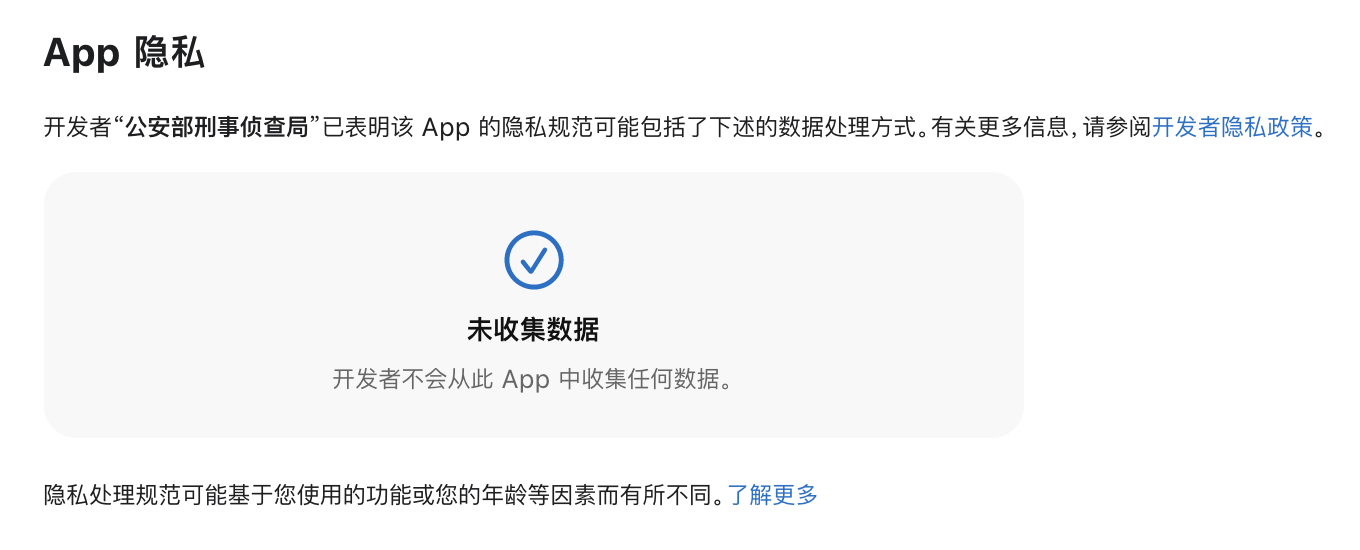 App 隐私
开发者“公安部刑事侦查局”已表明该 App 的隐私规范可能包括了下述的数据处理方式。有关更多信息，请参阅开发者隐私政策。
未收集数据
开发者不会从此 App 中收集任何数据。
隐私处理规范可能基于您使用的功能或您的年龄等因素而有所不同。了解更多